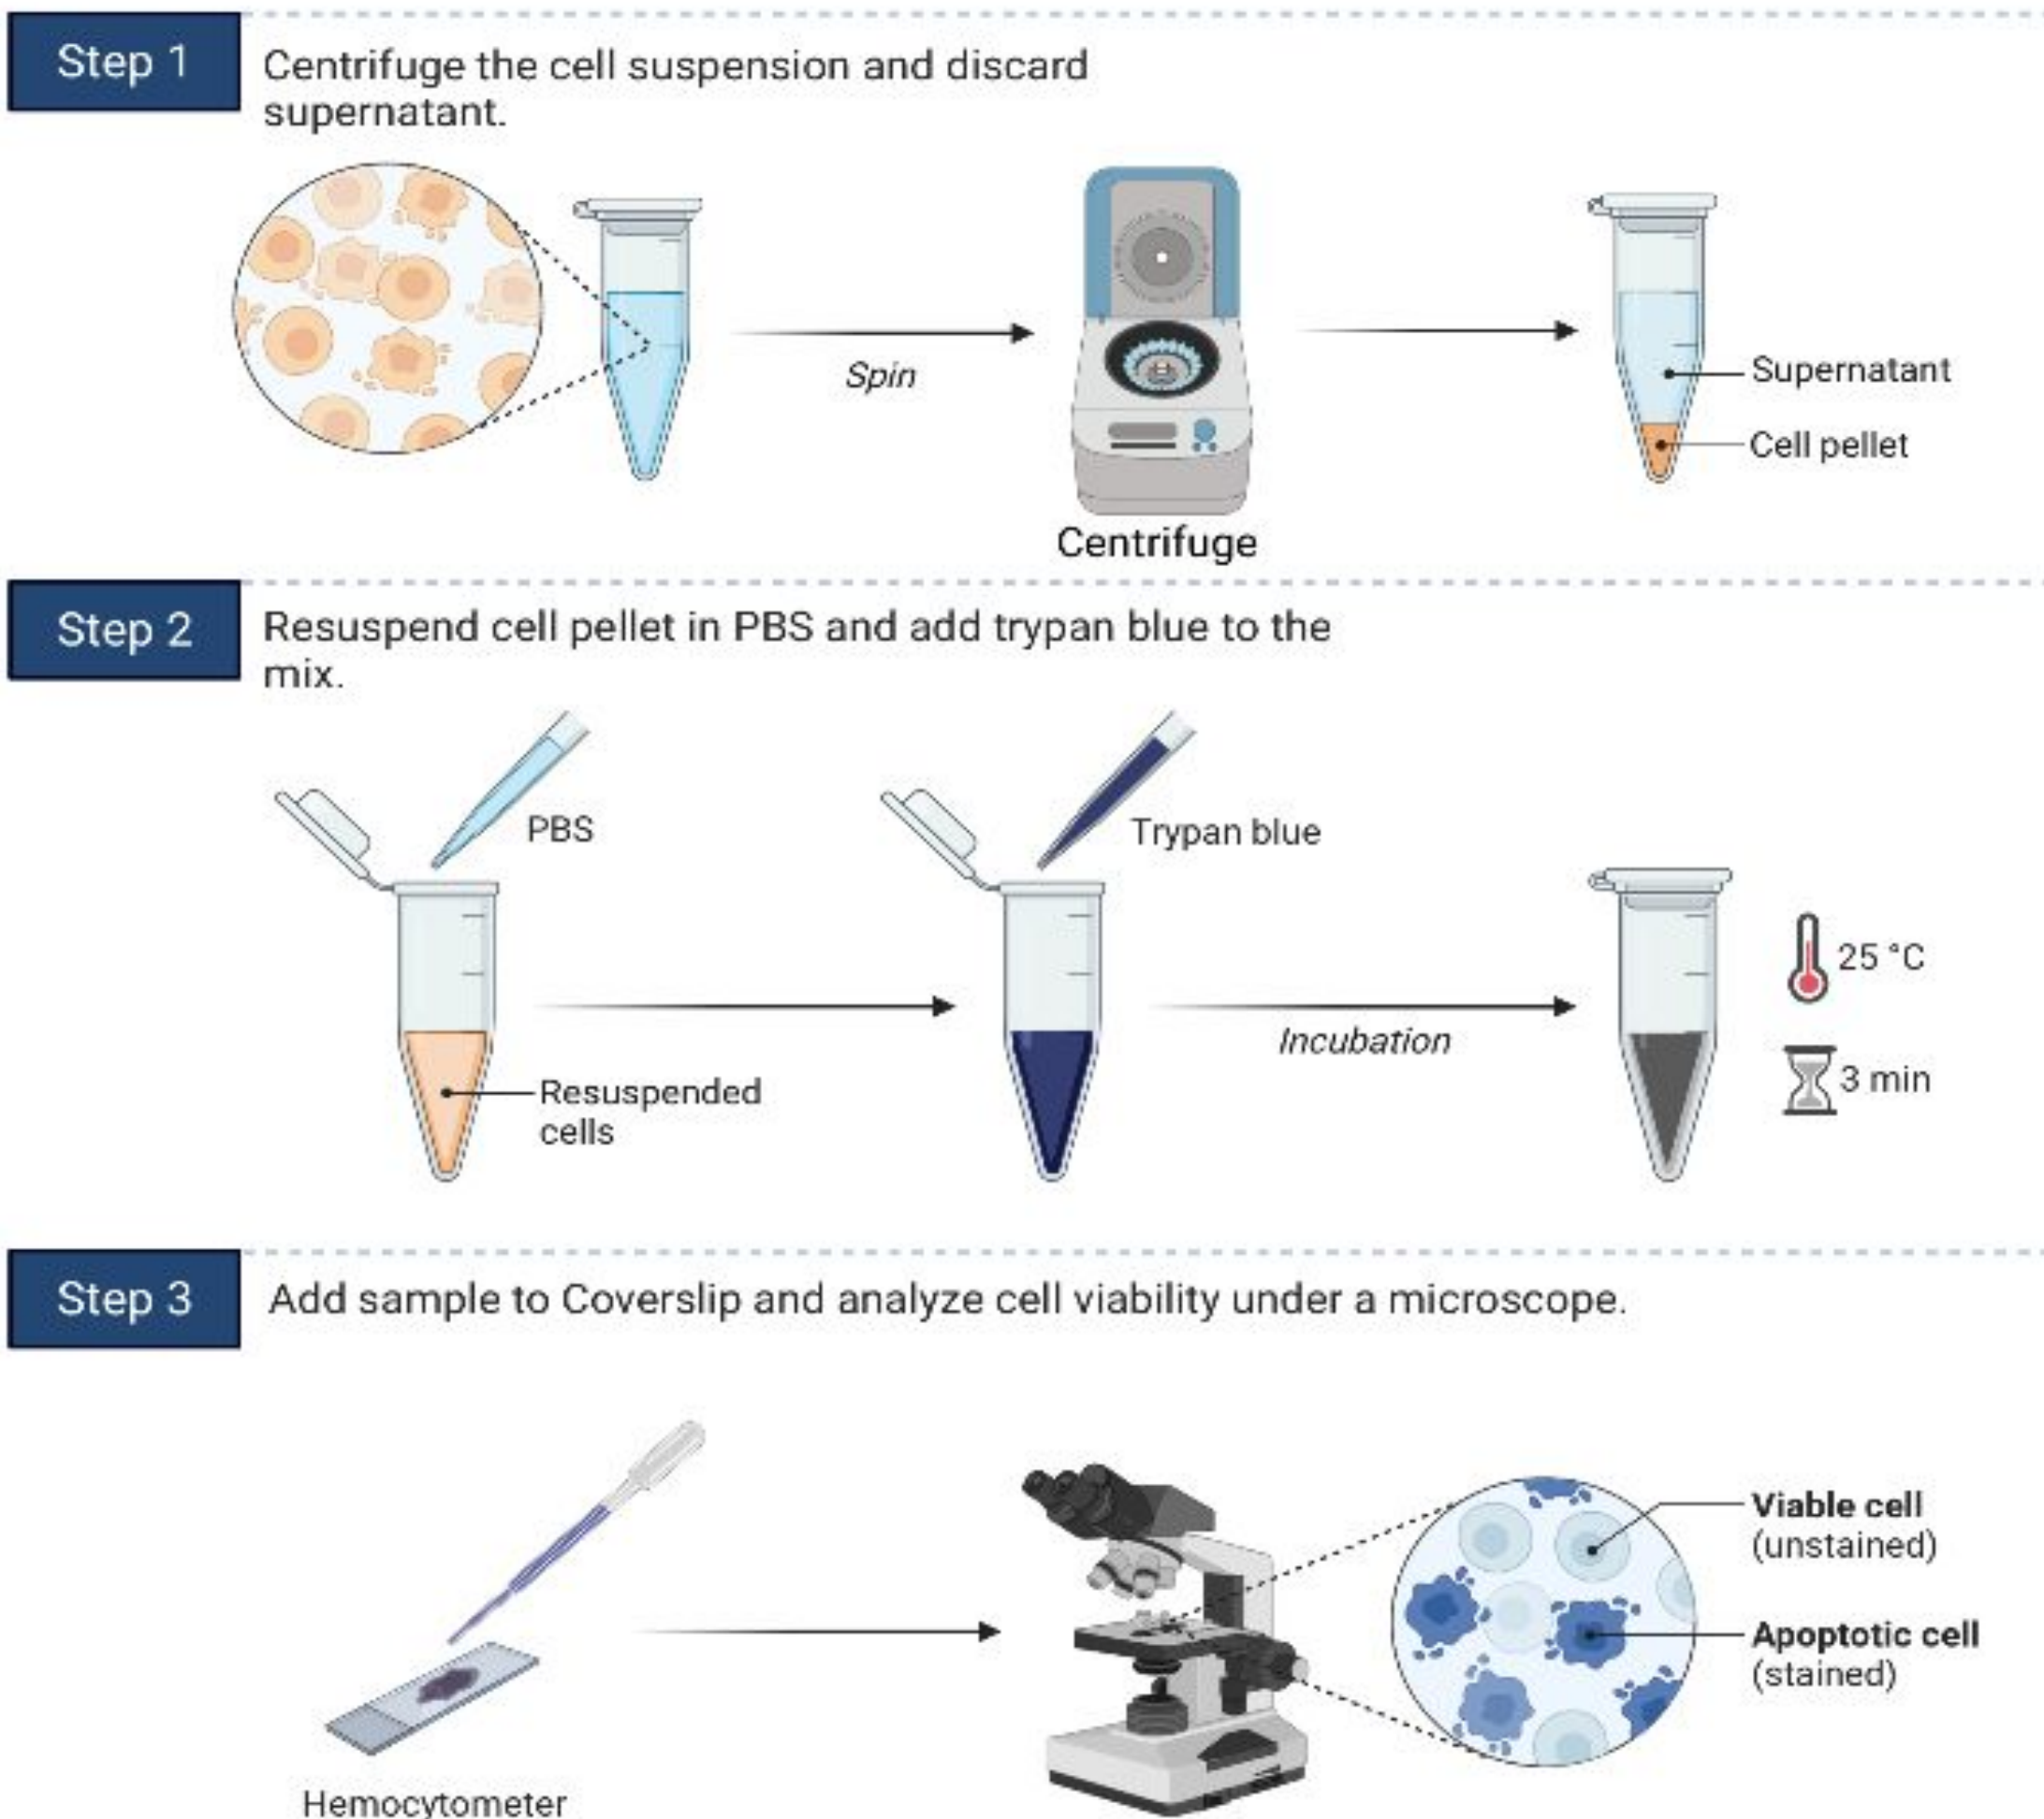 Step 1
Centrifuge the cell suspension and discard
supernatant.
Spin
Centrifuge
Supernatant
Cell pellet
Step 2
Resuspend cell pellet in PBS and add trypan blue to the
mix.
PBS
Trypan blue
Resuspended
cells
Incubation
25 °C
3 min
Step 3
Add sample to Coverslip and analyze cell viability under a microscope.
Hemocytometer
Viable cell
(unstained)
Apoptotic cell
(stained)